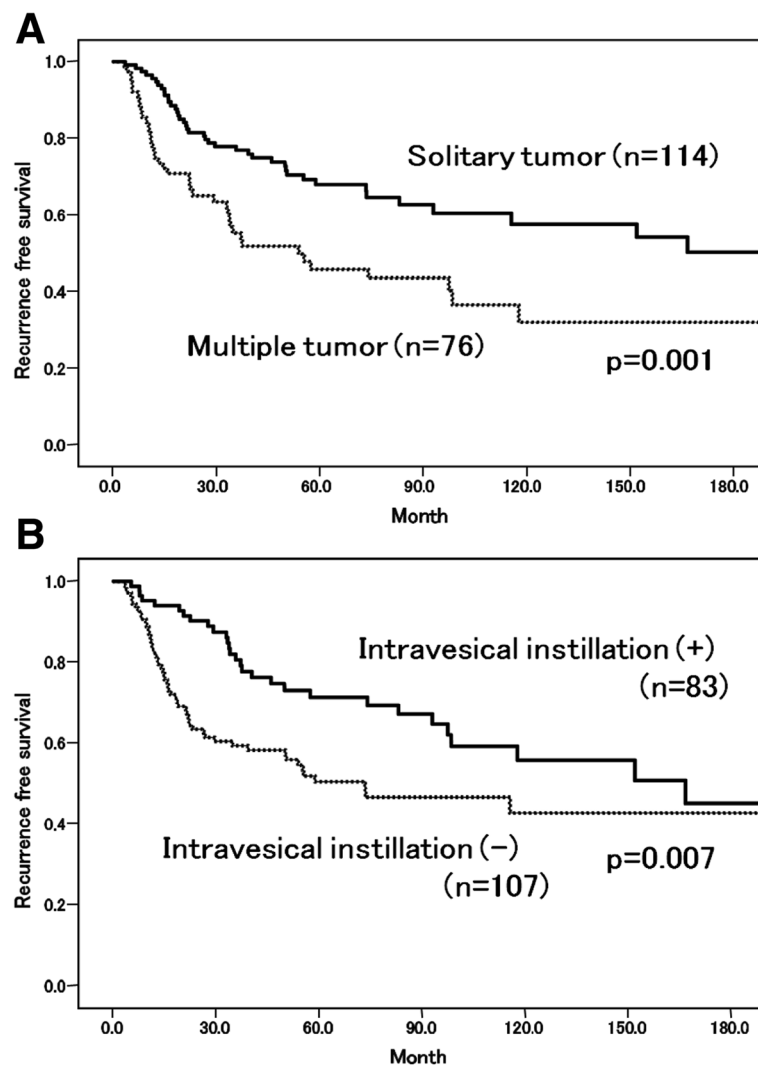 A
1.0
0.8
0.6
0.4
0.2
0.0
Recurrence free survival
Solitary tumor (n=114)
Multiple tumor (n=76)
p=0.001
0.0 30.0 60.0 90.0 120.0 150.0 180.0
Month
B
1.0
0.8
0.6
0.4
0.2
0.0
Recurrence free survival
Intravesical instillation (+)
(n=83)
Intravesical instillation (−)
(n=107)
p=0.007
0.0 30.0 60.0 90.0 120.0 150.0 180.0
Month